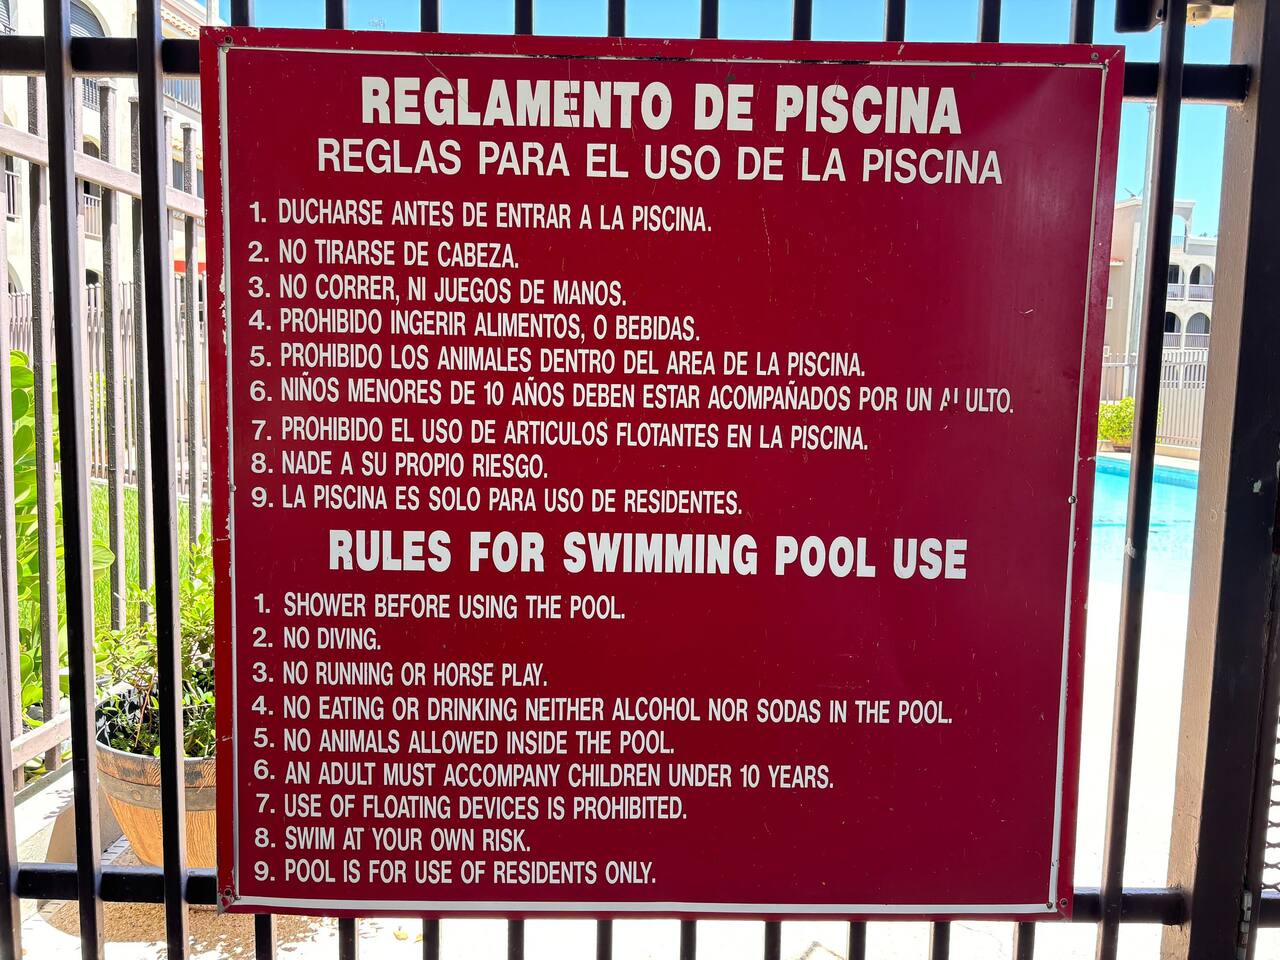 REGLAMENTO DE PISCINA
REGLAS PARA EL USO DE LA PISCINA
1. DUCHARSE ANTES DE ENTRAR A LA PISCINA.
2. NO TIRARSE DE CABEZA.
3. NO CORRER, NI JUEGOS DE MANOS.
4. PROHIBIDO INGERIR ALIMENTOS, O BEBIDAS.
5. PROHIBIDO LOS ANIMALES DENTRO DEL AREA DE LA PISCINA.
6. NIÑOS MENORES DE 10 AÑOS DEBEN ESTAR ACOMPAÑADOS POR UN ADULTO.
7. PROHIBIDO EL USO DE ARTICULOS FLOTANTES EN LA PISCINA.
8. NADE A SU PROPIO RIESGO.
9. LA PISCINA ES SOLO PARA USO DE RESIDENTES.
RULES FOR SWIMMING POOL USE
1. SHOWER BEFORE USING THE POOL.
2. NO DIVING.
3. NO RUNNING OR HORSE PLAY.
4. NO EATING OR DRINKING NEITHER ALCOHOL NOR SODAS IN THE POOL.
5. NO ANIMALS ALLOWED INSIDE THE POOL.
6. AN ADULT MUST ACCOMPANY CHILDREN UNDER 10 YEARS.
7. USE OF FLOATING DEVICES IS PROHIBITED.
8. SWIM AT YOUR OWN RISK.
9. POOL IS FOR USE OF RESIDENTS ONLY.